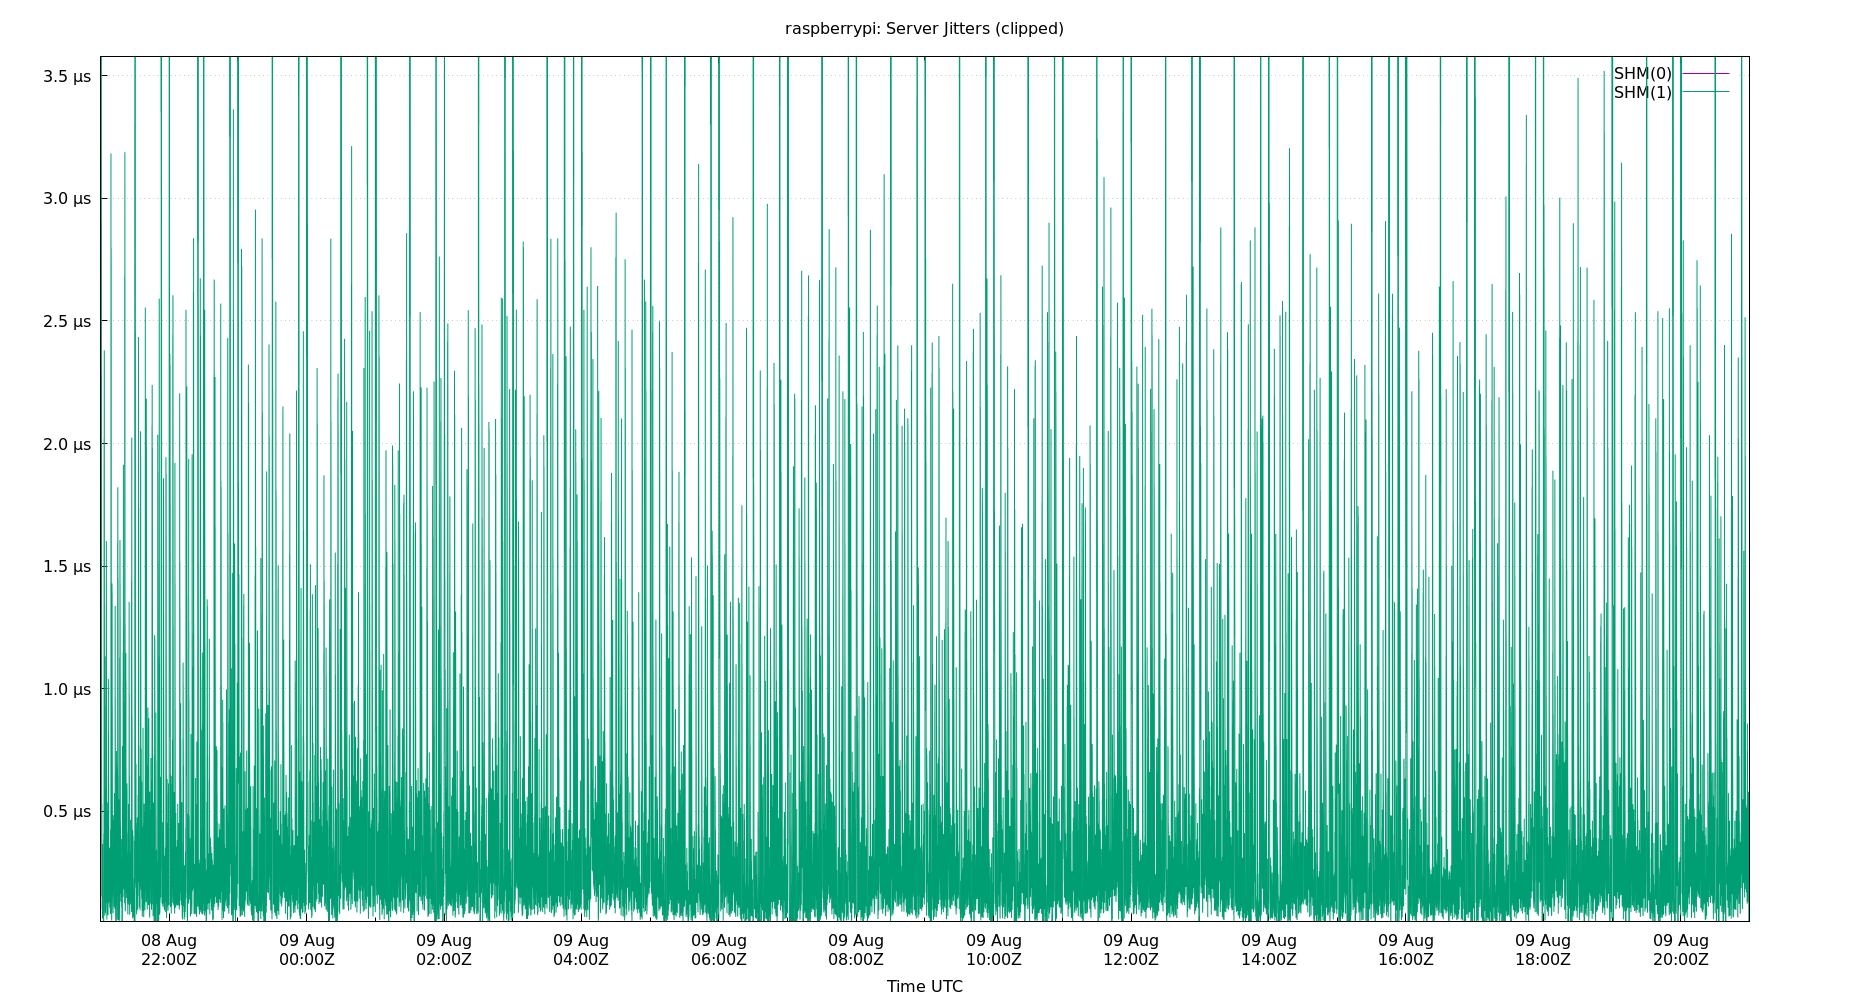 raspberrypi: Server Jitters (clipped)
3.5 µs
3.0 µs
2.5 µs
2.0 µs
1.5 µs
1.0 µs
0.5 µs
SHM(0)
SHM(1)
08 Aug 09 Aug 09 Aug 09 Aug 09 Aug 09 Aug 09 Aug 09 Aug 09 Aug 09 Aug 09 Aug 09 Aug
22:00Z 00:00Z 02:00Z 04:00Z 06:00Z 08:00Z 10:00Z 12:00Z 14:00Z 16:00Z 18:00Z 20:00Z
Time UTC